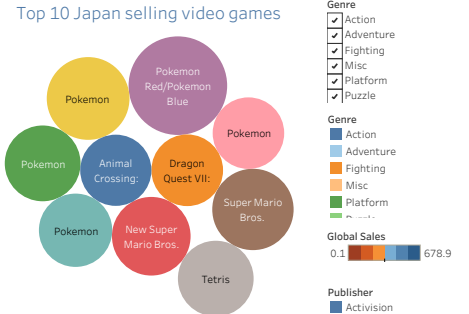 Top 10 Japan selling video games
Pokemon
Red/Pokemon
Blue
Pokemon
Pokemon
Pokemon
Animal
Crossing:
Dragon
Quest VII:
Super Mario
Bros.
Pokemon
New Super
Mario Bros.
Tetris
Genre
Action
Adventure
Fighting
Misc
Platform
Puzzle
Genre
Action
Adventure
Fighting
Misc
Platform
Global Sales
0.1 678.9
Publisher
Activision